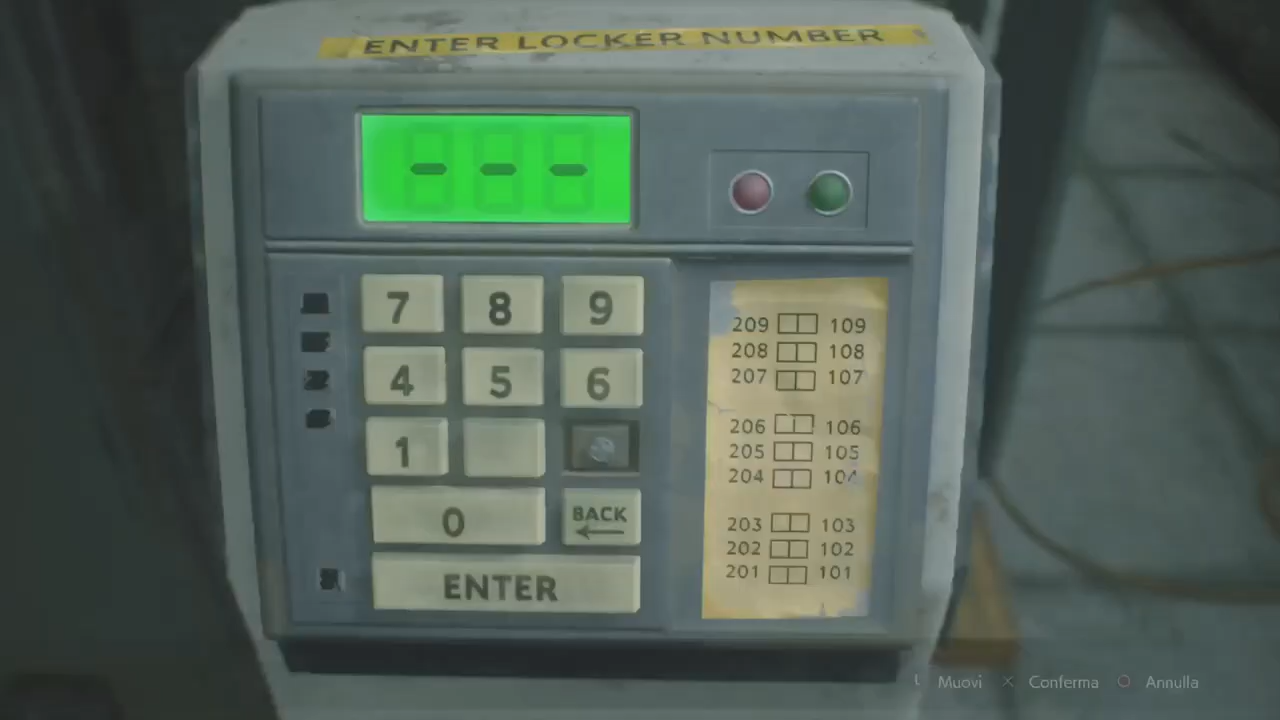 ENTER LOCKER NUMBER
- - -
7 8 9
4 5 6
1
0 BACK
ENTER
209 109
208 108
207 107
206 106
205 105
204 104
203 103
202 102
201 101
Muovi Conferma Annulla